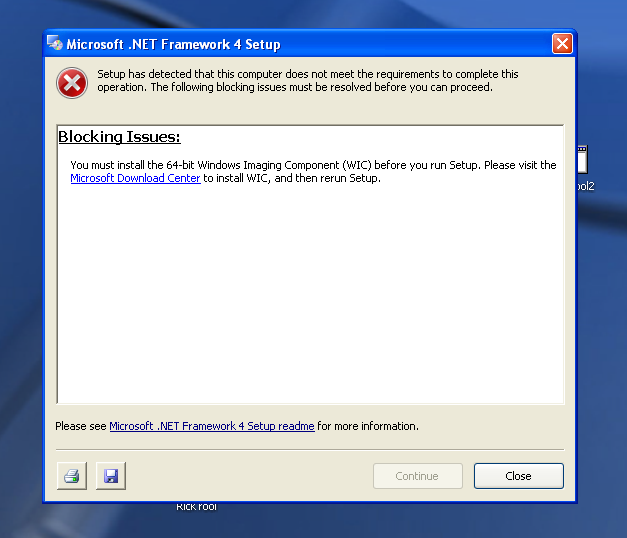 Microsoft .NET Framework 4 Setup
Setup has detected that this computer does not meet the requirements to complete this
operation. The following blocking issues must be resolved before you can proceed.
Blocking Issues:
You must install the 64-bit Windows Imaging Component (WIC) before you run Setup. Please visit the
Microsoft Download Center to install WIC, and then rerun Setup.
ool2
Please see Microsoft .NET Framework 4 Setup readme for more information.
Continue
Close
Rick rool